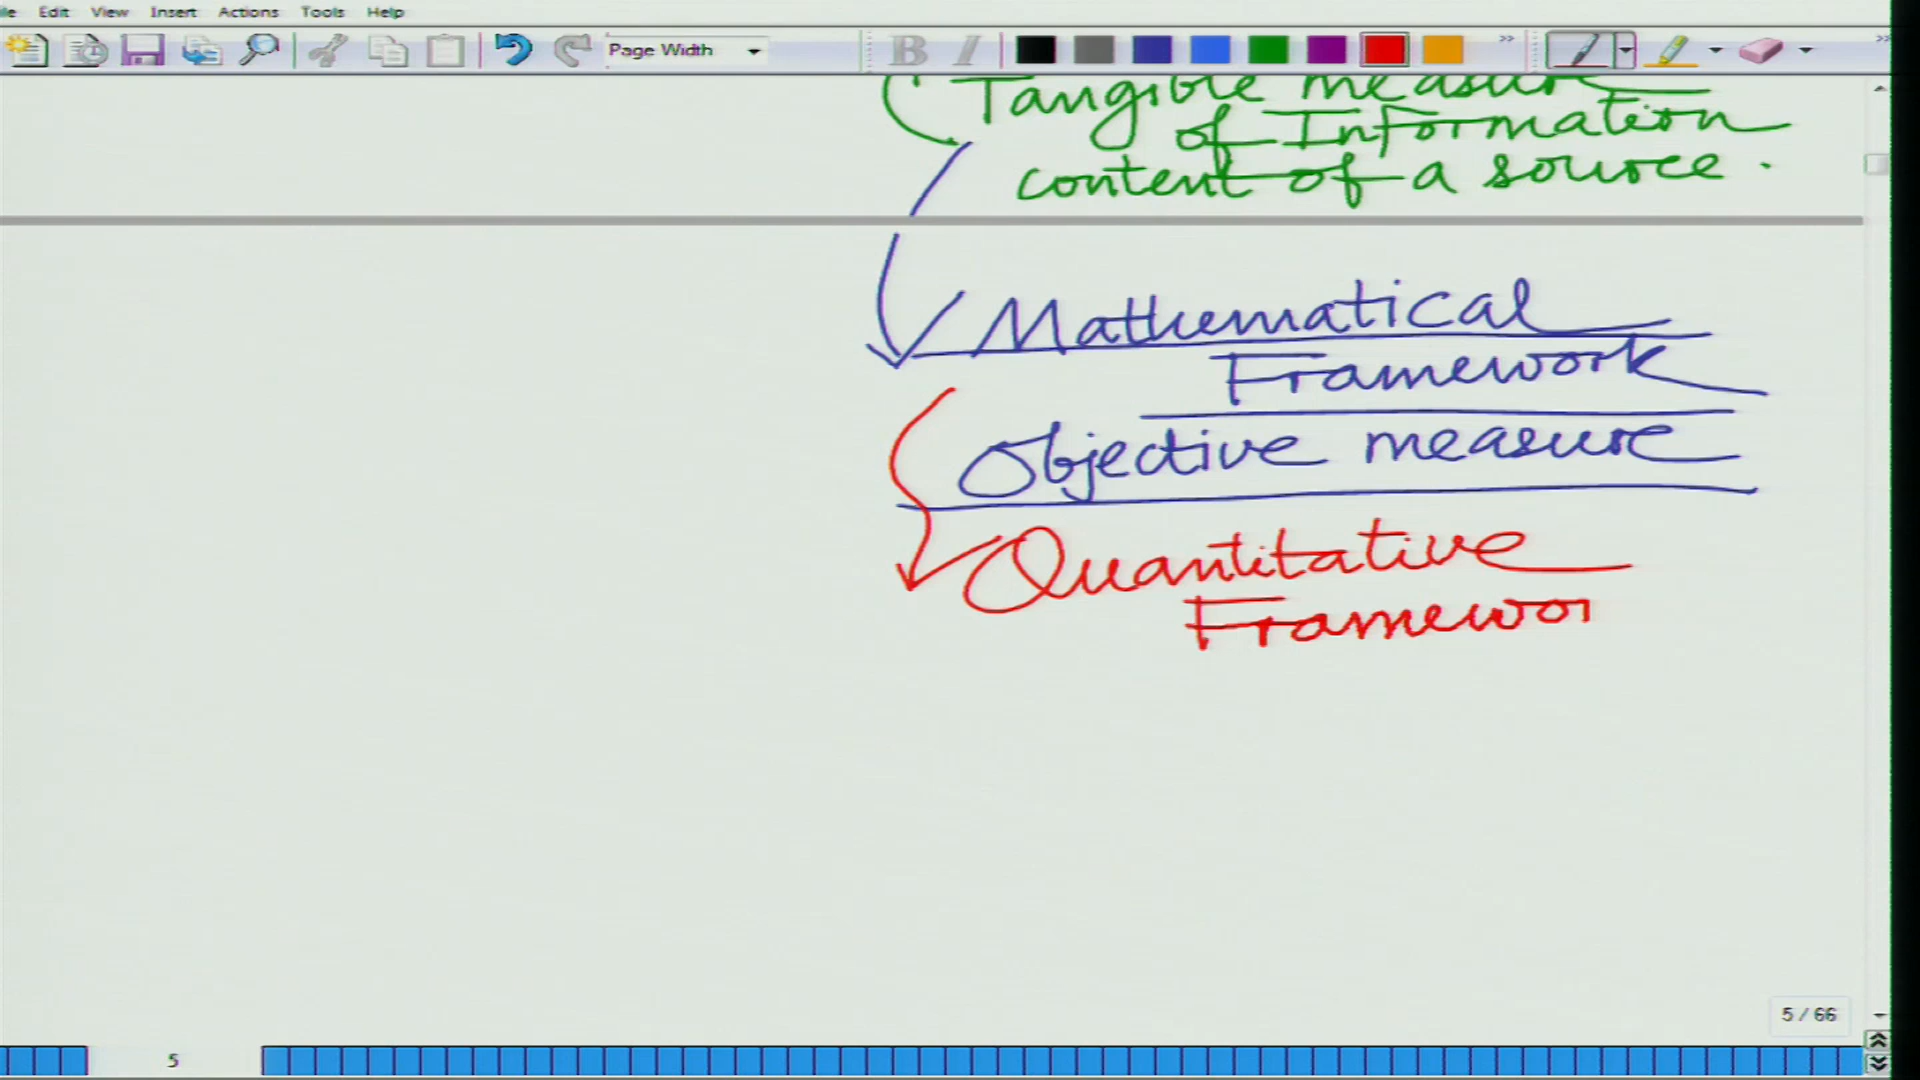 Edit View Insert Actions Tools Help
Page Width
B I
Tangible measure
of Information
content of a source.
Mathematical
Framework
Objective measure
Quantitative
Framewor
5 / 66
5